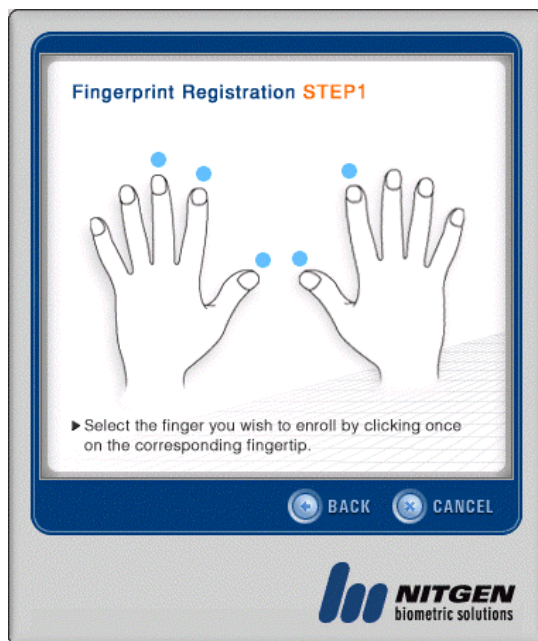 Fingerprint Registration STEP1
▶ Select the finger you wish to enroll by clicking once
on the corresponding fingertip.
BACK CANCEL
NITGEN
biometric solutions